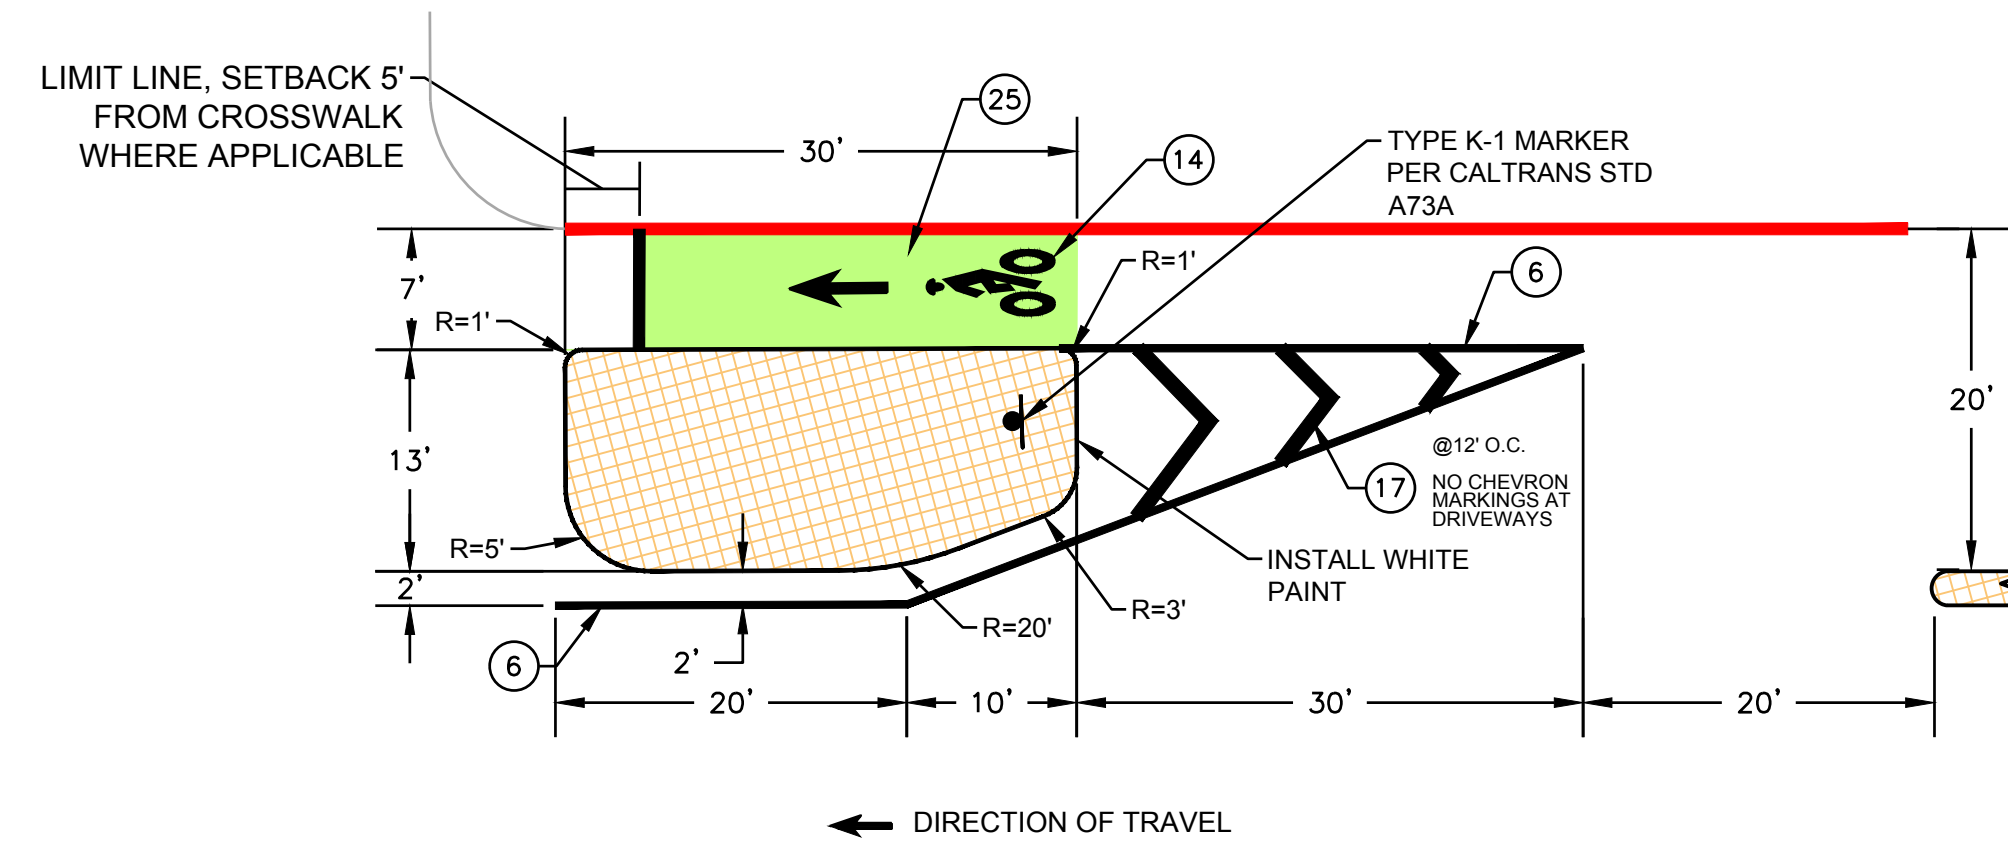 LIMIT LINE, SETBACK 5'
FROM CROSSWALK
WHERE APPLICABLE
25
30'
14
TYPE K-1 MARKER
PER CALTRANS STD
A73A
R=1'
6
7'
R=1'
20'
@12' O.C.
13'
17
NO CHEVRON
MARKINGS AT
DRIVEWAYS
R=5'
INSTALL WHITE
PAINT
2'
R=3'
R=20'
6
2'
20'
10'
30'
20'
DIRECTION OF TRAVEL